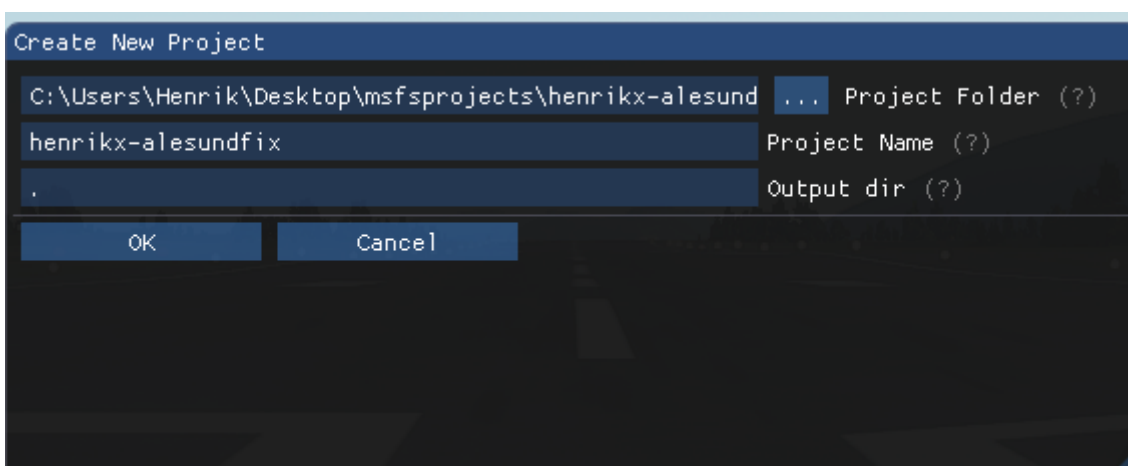 Create New Project
C:\Users\Henrik\Desktop\msfsprojects\henrikx-alesund ... Project Folder (?)
henrikx-alesundfix Project Name (?)
. Output dir (?)
OK Cancel